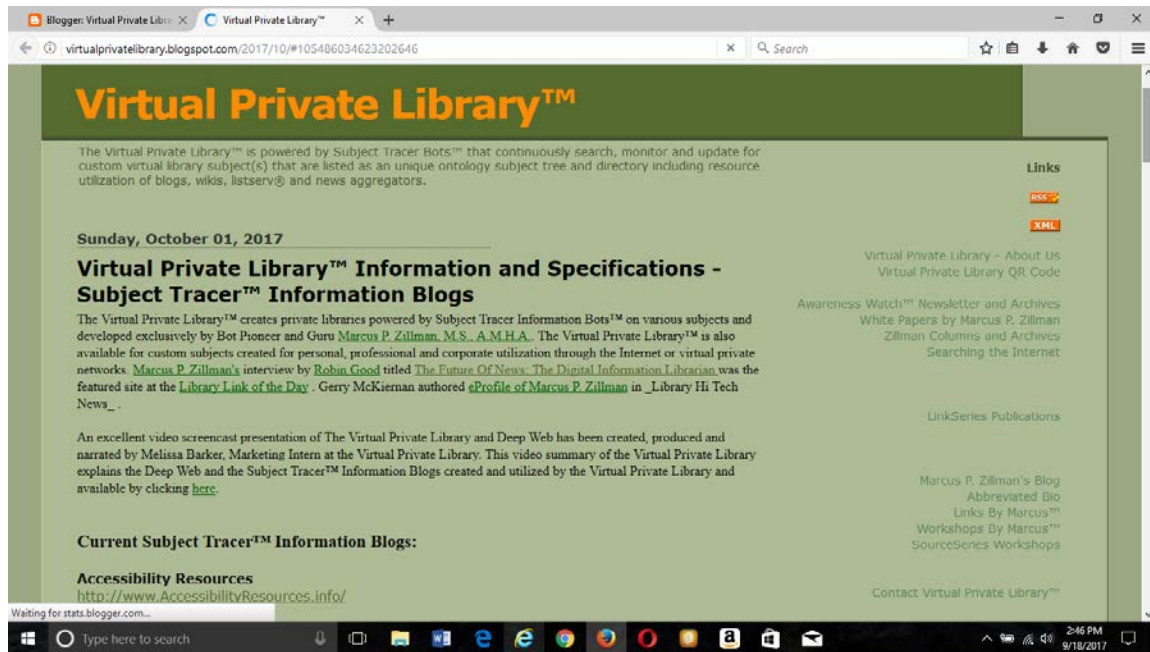 Blogger: Virtual Private Libra
Virtual Private Library™
virtualprivatelibrary.blogspot.com/2017/10/#105486034623202646
Search
Virtual Private Library™
The Virtual Private Library™ is powered by Subject Tracer Bots™ that continuously search, monitor and update for
custom virtual library subject(s) that are listed as an unique ontology subject tree and directory including resource
utilization of blogs, wikis, listserv® and news aggregators.
Sunday, October 01, 2017
Virtual Private Library™ Information and Specifications -
Subject Tracer™ Information Blogs
The Virtual Private Library™ creates private libraries powered by Subject Tracer Information Bots™ on various subjects and
developed exclusively by Bot Pioneer and Guru Marcus P. Zillman, M.S., A.M.H.A.. The Virtual Private Library™ is also
available for custom subjects created for personal, professional and corporate utilization through the Internet or virtual private
networks. Marcus P. Zillman's interview by Robin Good titled The Future Of News: The Digital Information Librarian was the
featured site at the Library Link of the Day . Gerry McKiernan authored eProfile of Marcus P. Zillman in _Library Hi Tech
News_ .
An excellent video screencast presentation of The Virtual Private Library and Deep Web has been created, produced and
narrated by Melissa Barker, Marketing Intern at the Virtual Private Library. This video summary of the Virtual Private Library
explains the Deep Web and the Subject Tracer™ Information Blogs created and utilized by the Virtual Private Library and
available by clicking here.
Current Subject Tracer™ Information Blogs:
Accessibility Resources
http://www.AccessibilityResources.info/
Links
RSS
XML
Virtual Private Library - About Us
Virtual Private Library QR Code
Awareness Watch™ Newsletter and Archives
White Papers by Marcus P. Zillman
Zillman Columns and Archives
Searching the Internet
LinkSeries Publications
Marcus P. Zillman's Blog
Abbreviated Bio
Links By Marcus™
Workshops By Marcus™
SourceSeries Workshops
Contact Virtual Private Library™
Waiting for stats.blogger.com...
Type here to search
2:46 PM
9/18/2017